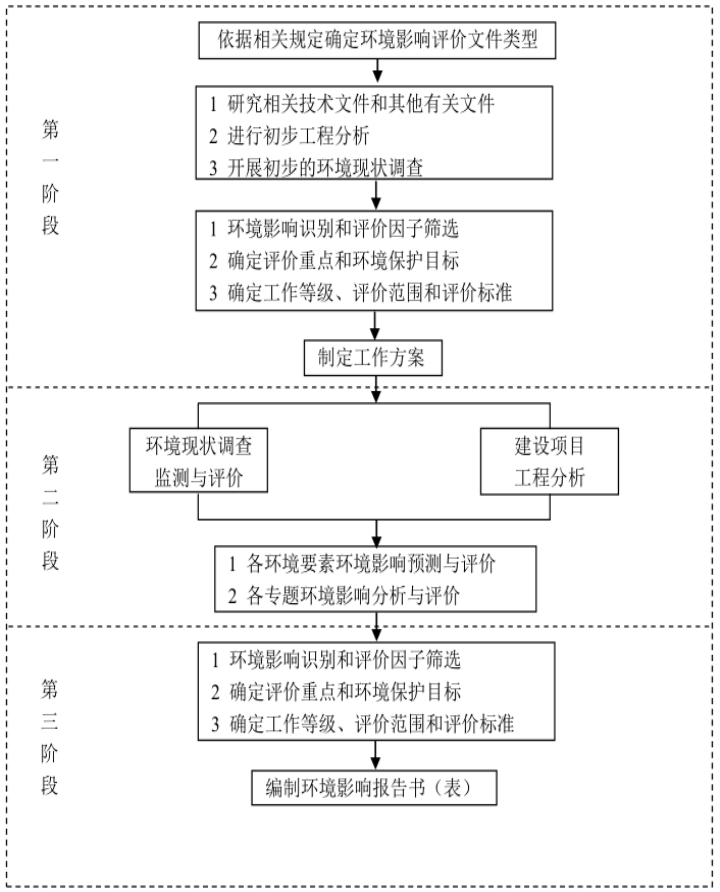 依据相关规定确定环境影响评价文件类型
第一阶段
1 研究相关技术文件和其他有关文件
2 进行初步工程分析
3 开展初步的环境现状调查
1 环境影响识别和评价因子筛选
2 确定评价重点和环境保护目标
3 确定工作等级、评价范围和评价标准
制定工作方案
第二阶段
环境现状调查
监测与评价
建设项目
工程分析
1 各环境要素环境影响预测与评价
2 各专题环境影响分析与评价
第三阶段
1 环境影响识别和评价因子筛选
2 确定评价重点和环境保护目标
3 确定工作等级、评价范围和评价标准
编制环境影响报告书（表）